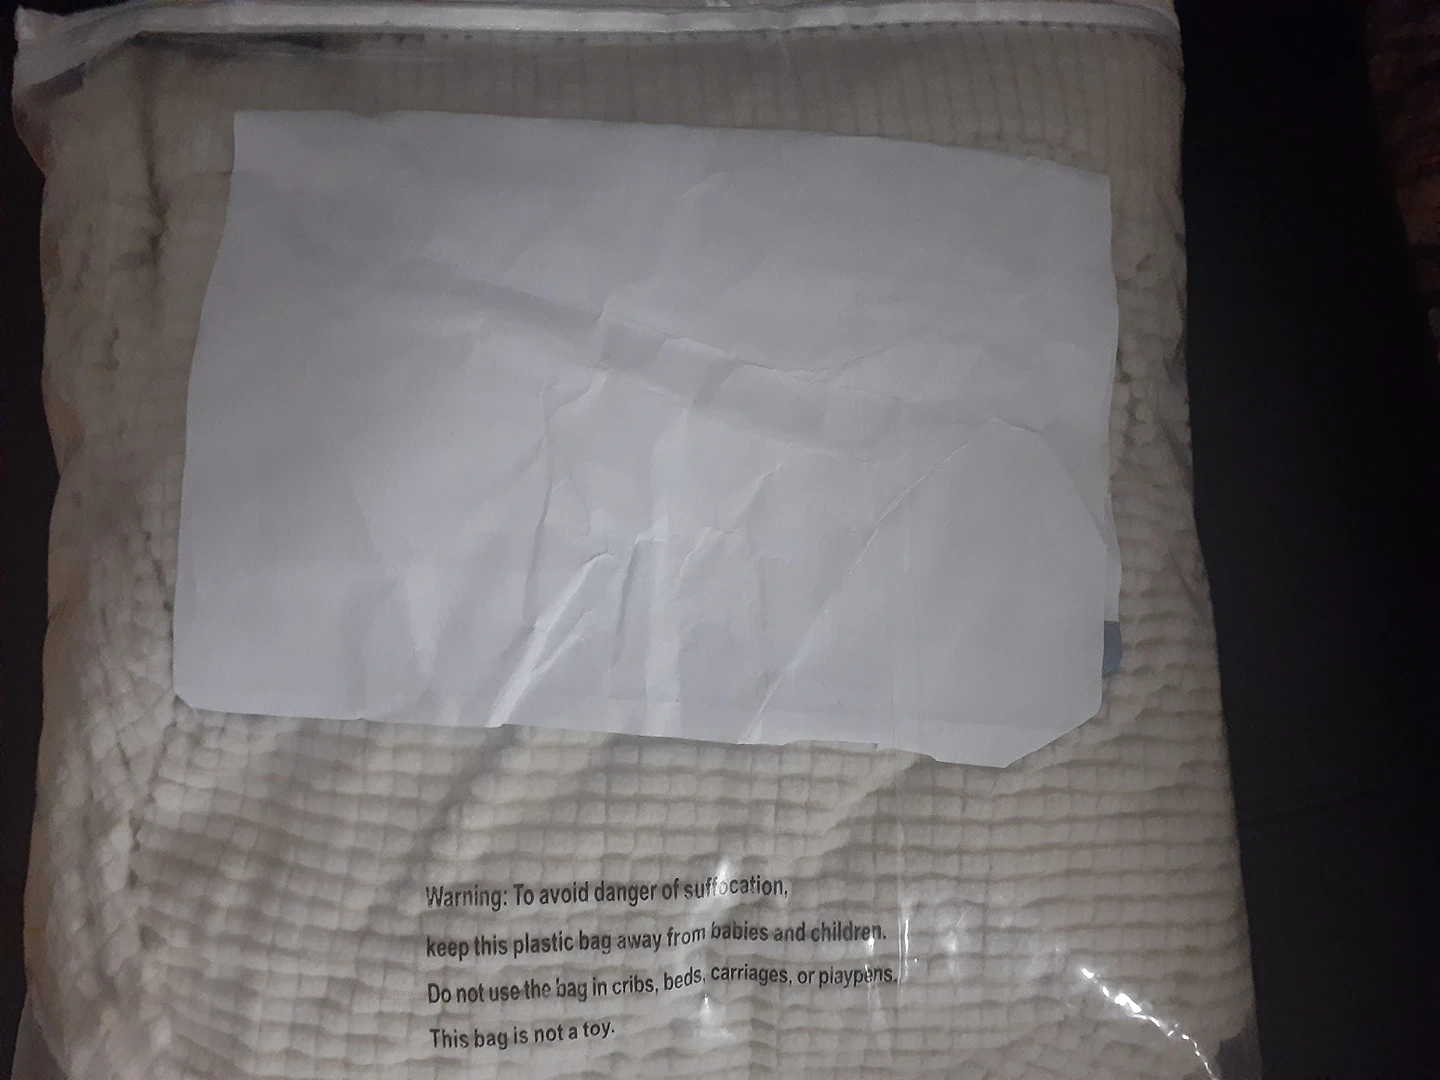 Warning: To avoid danger of suffocation,
keep this plastic bag away from babies and children.
Do not use the bag in cribs, beds, carriages, or playpens.
This bag is not a toy.